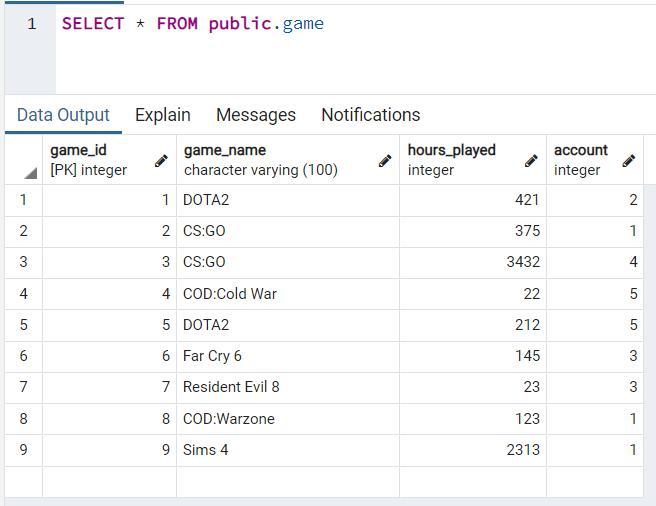 1 SELECT * FROM public.game
Data Output Explain Messages Notifications
game_id game_name hours_played account
[PK] integer character varying (100) integer integer
1 1 DOTA2 421 2
2 2 CS:GO 375 1
3 3 CS:GO 3432 4
4 4 COD:Cold War 22 5
5 5 DOTA2 212 5
6 6 Far Cry 6 145 3
7 7 Resident Evil 8 23 3
8 8 COD:Warzone 123 1
9 9 Sims 4 2313 1